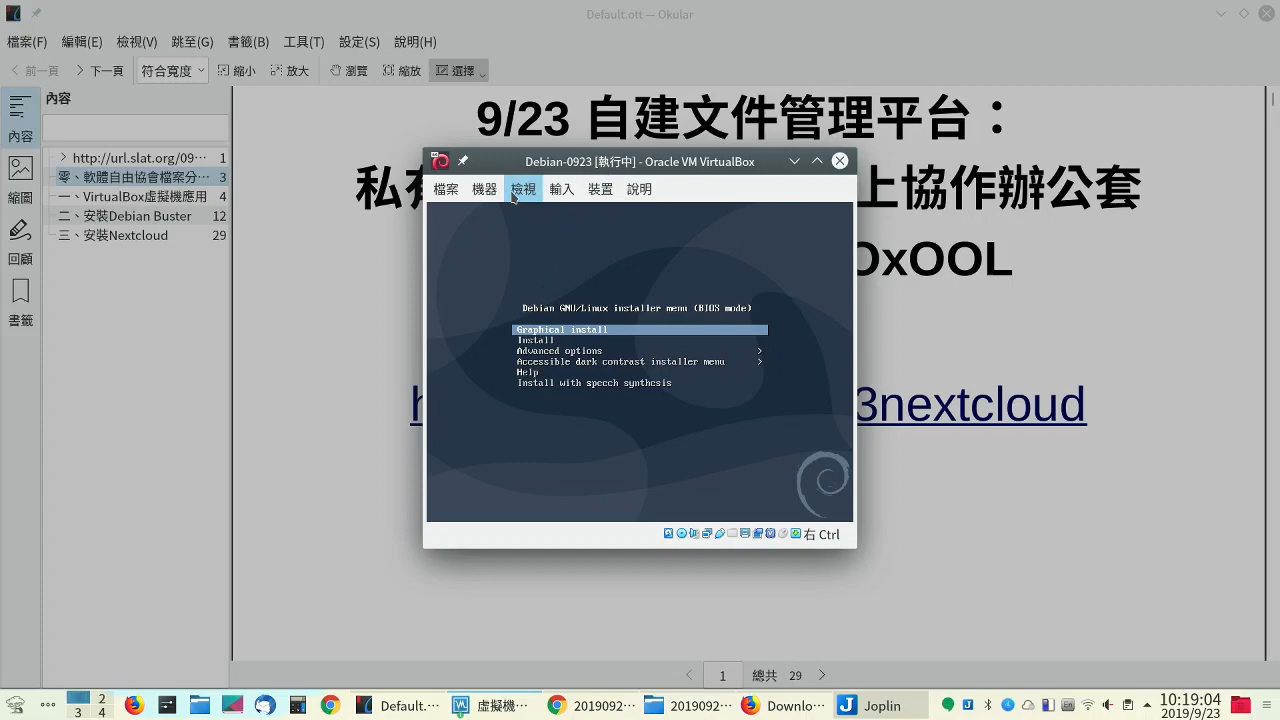 Default.ott — Okular
檔案(F) 編輯(E) 檢視(V) 跳至(G) 書籤(B) 工具(T) 設定(S) 說明(H)
前一頁 下一頁 符合寬度 縮小 放大 瀏覽 縮放 選擇
內容
縮圖
回顧
書籤
內容
http://url.slat.org/09··· 1
零、軟體自由協會檔案分··· 3
一、VirtualBox虛擬機應用 4
二、安裝Debian Buster 12
三、安裝Nextcloud 29
9/23 自建文件管理平台：
私 上協作辦公套
OxOOL
h 3nextcloud
Debian-0923 [執行中] - Oracle VM VirtualBox
檔案 機器 檢視 輸入 裝置 說明
Debian GNU/Linux installer menu (BIOS mode)
Graphical install
Install
Advanced options
Accessible dark contrast installer menu
Help
Install with speech synthesis
右 Ctrl
1 總共 29
1 2
3 4
Default.··· 虛擬機··· 2019092··· 2019092··· Downlo··· Joplin
10:19:04
2019/9/23